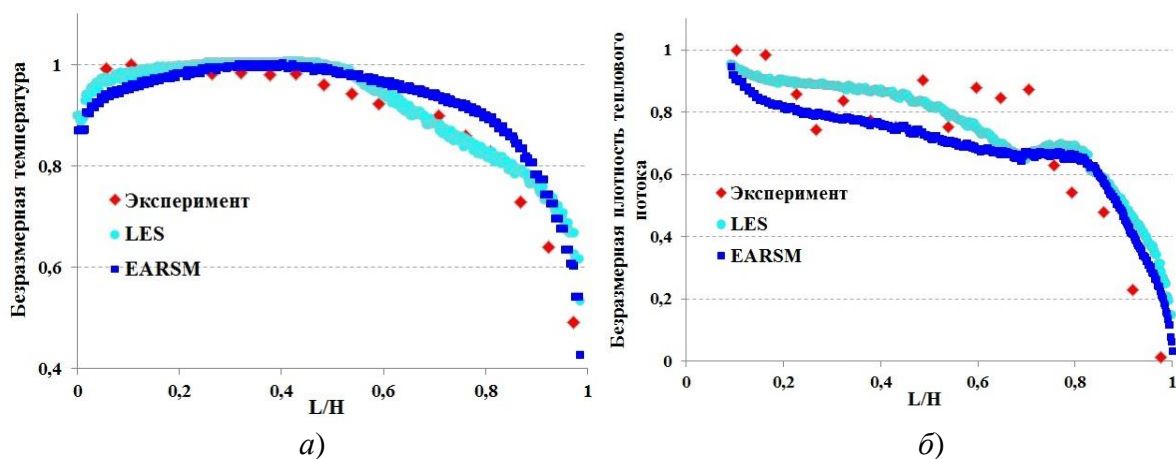 Безразмерная температура
1
0,8
0,6
0,4
0
0,2
0,4
0,6
0,8
1
L/H
Эксперимент
LES
EARSM
а)
Безразмерная плотность теплового
потока
1
0,8
0,6
0,4
0,2
0
0
0,2
0,4
0,6
0,8
1
L/H
Эксперимент
LES
EARSM
б)